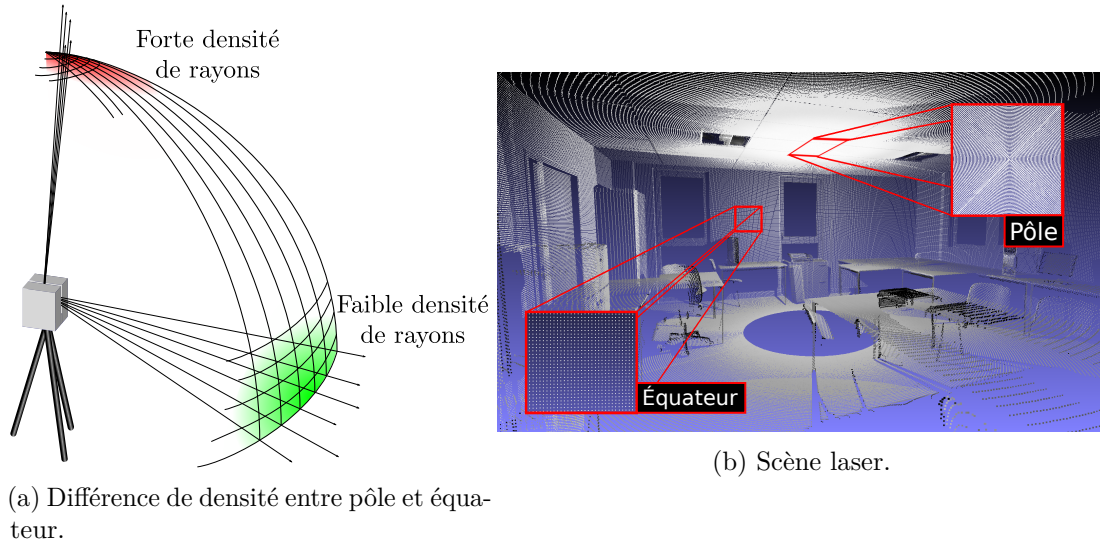 Forte densité
de rayons
Faible densité
de rayons
(a) Différence de densité entre pôle et équa-
teur.
Pôle
Équateur
(b) Scène laser.